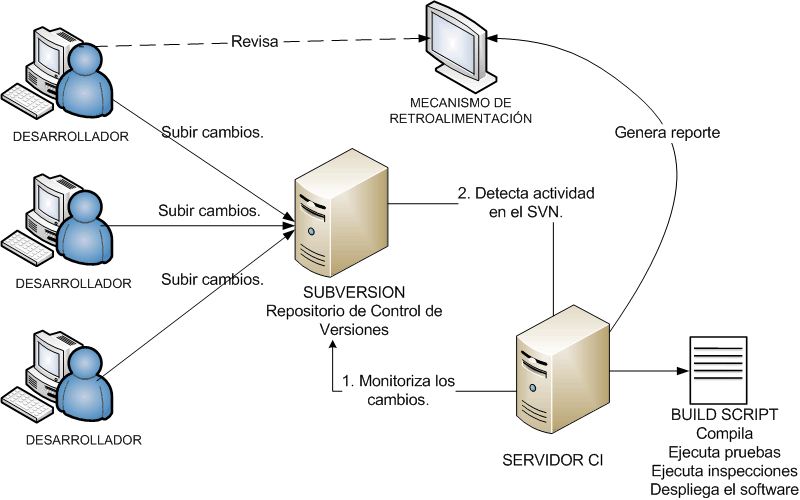 Revisa
MECANISMO DE
RETROALIMENTACIÓN
DESARROLLADOR
Subir cambios.
Genera reporte
2. Detecta actividad
en el SVN.
Subir cambios.
DESARROLLADOR
Subir cambios.
SUBVERSION
Repositorio de Control de
Versiones
1. Monitoriza los
cambios.
DESARROLLADOR
SERVIDOR CI
BUILD SCRIPT
Compila
Ejecuta pruebas
Ejecuta inspecciones
Despliega el software